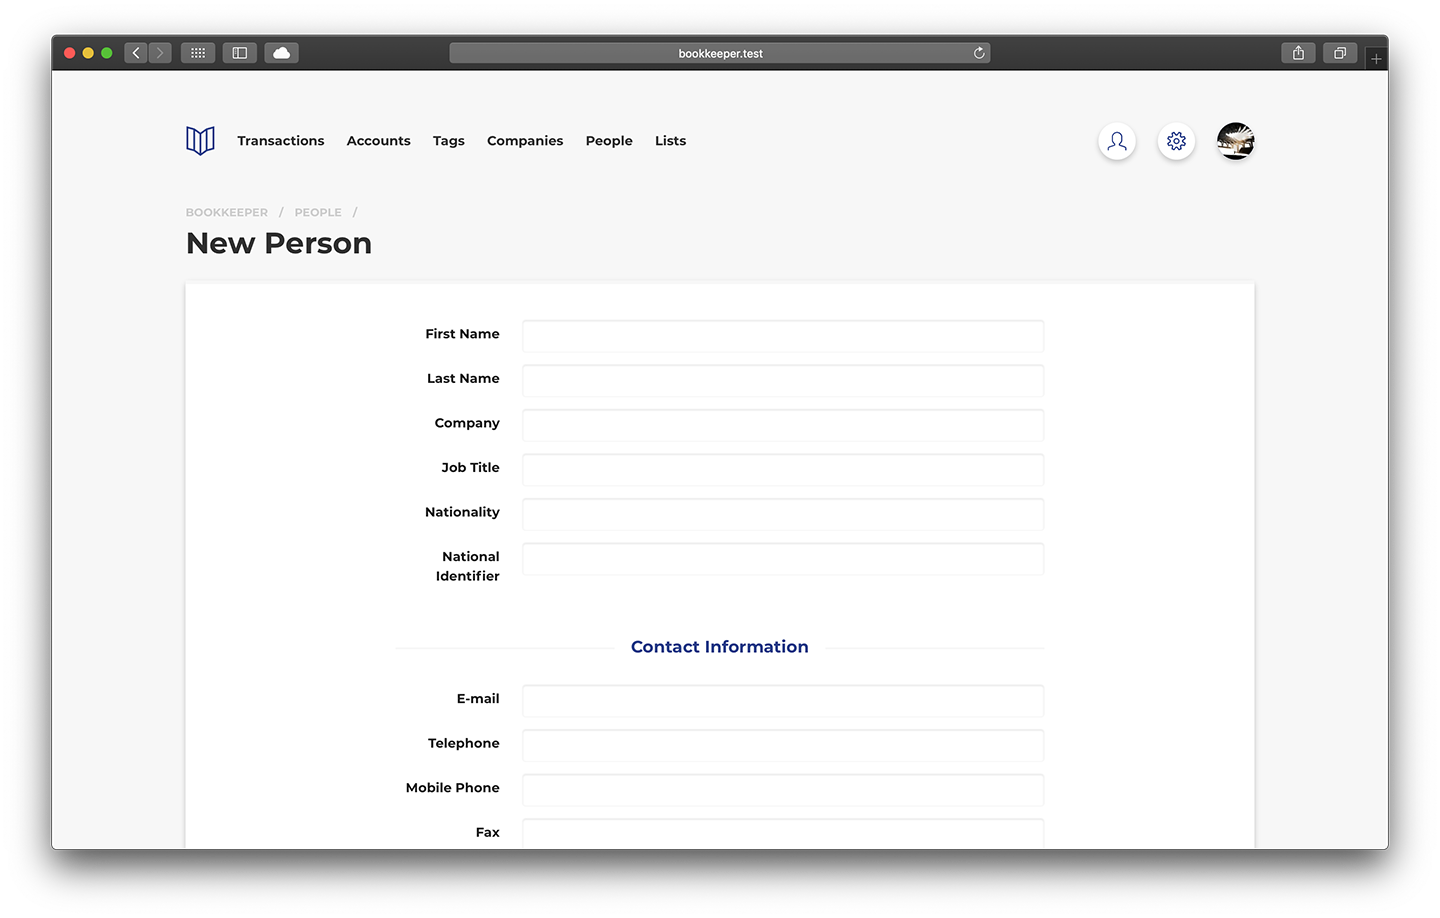 bookkeeper.test
Transactions Accounts Tags Companies People Lists
BOOKKEEPER / PEOPLE /
New Person
First Name
Last Name
Company
Job Title
Nationality
National
Identifier
Contact Information
E-mail
Telephone
Mobile Phone
Fax